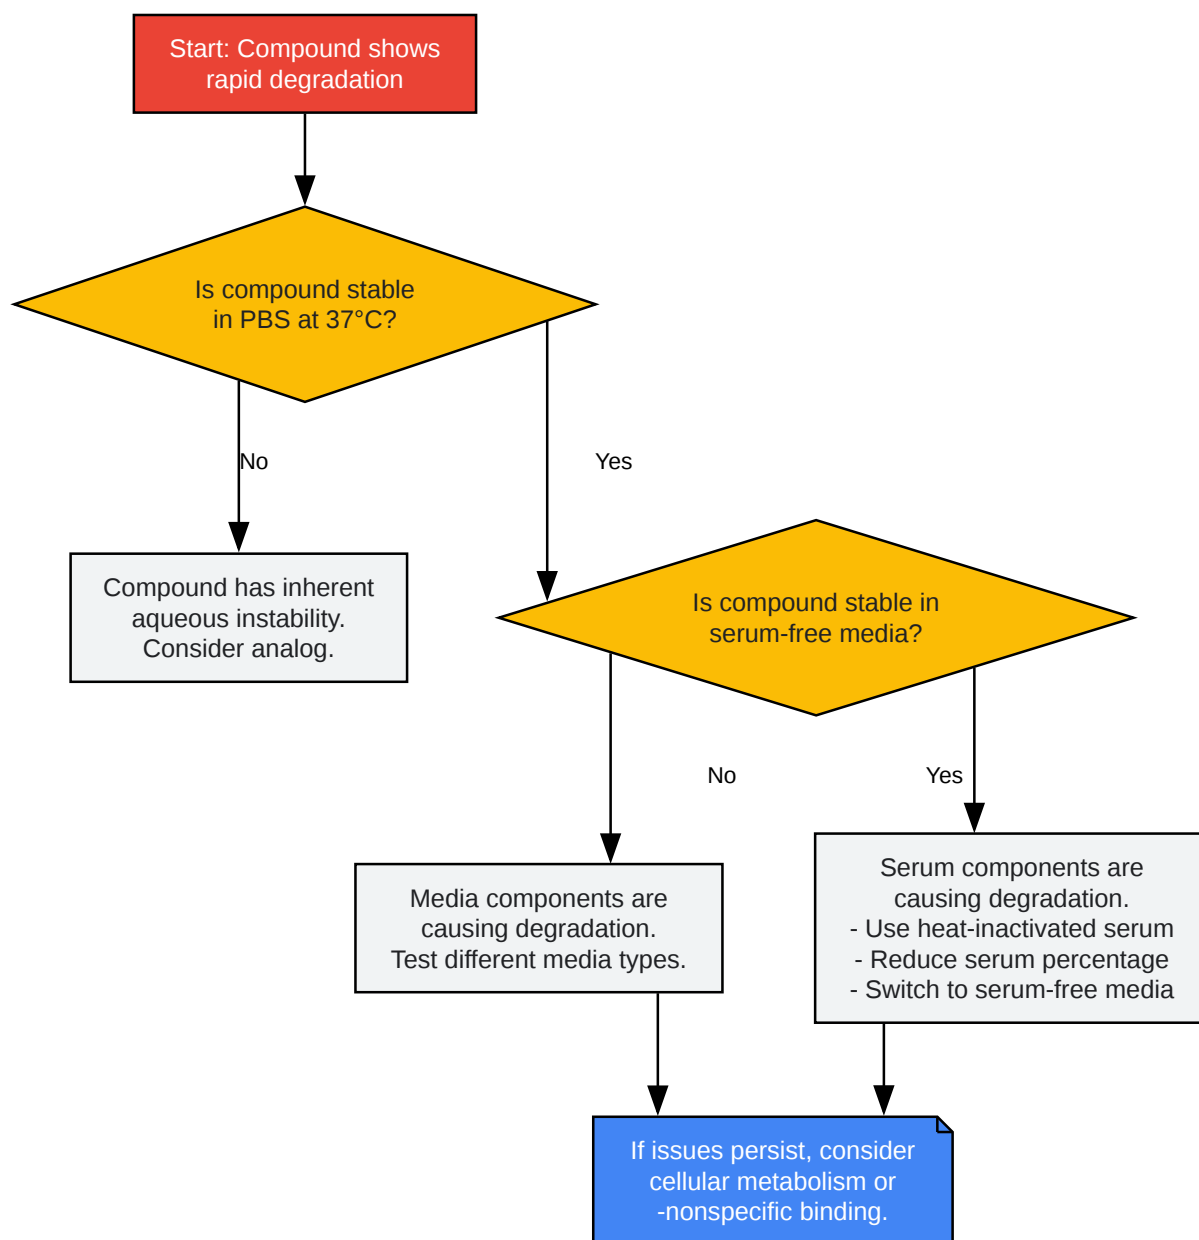 Start: Compound shows
rapid degradation
Is compound stable
in PBS at 37°C?
No
Yes
Compound has inherent
aqueous instability.
Consider analog.
Is compound stable in
serum-free media?
No
Yes
Media components are
causing degradation.
Test different media types.
Serum components are
causing degradation.
- Use heat-inactivated serum
- Reduce serum percentage
- Switch to serum-free media
If issues persist, consider
cellular metabolism or
-nonspecific binding.